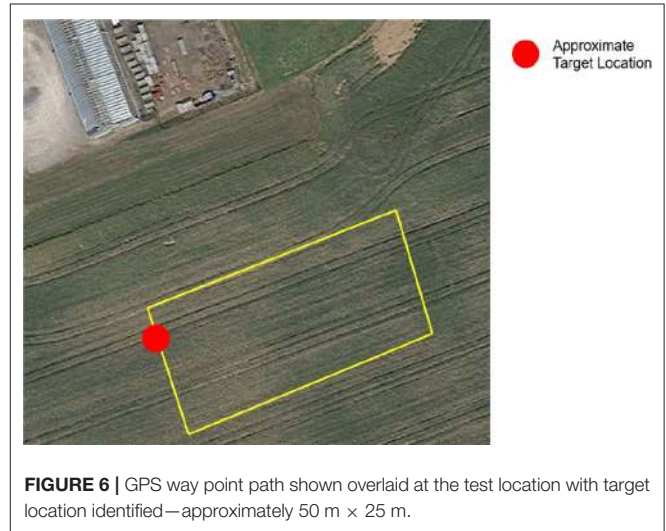 Approximate
Target Location
FIGURE 6 | GPS way point path shown overlaid at the test location with target
location identified—approximately 50 m × 25 m.